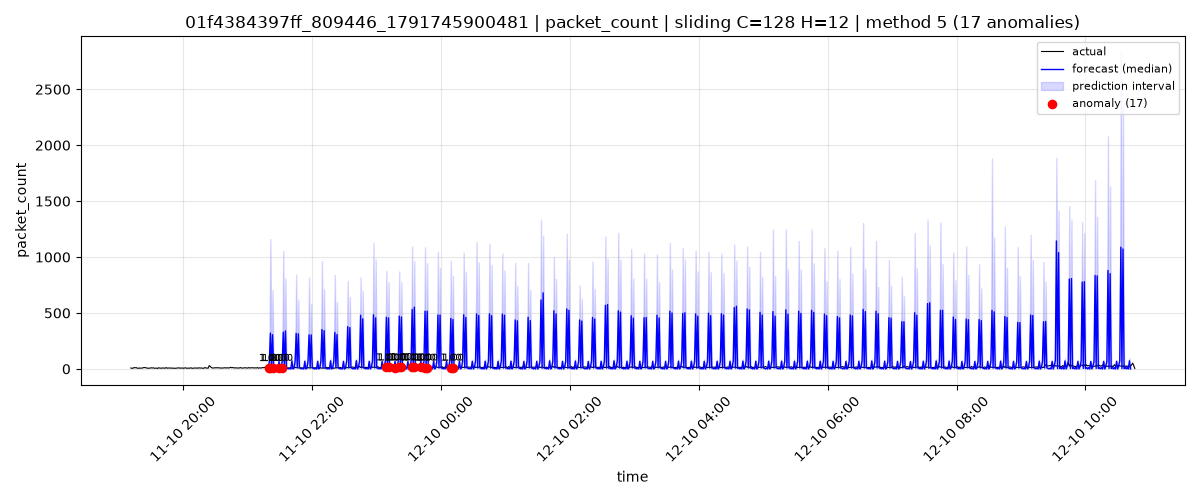 01f4384397ff_809446_1791745900481 | packet_count | sliding C=128 H=12 | method 5 (17 anomalies)
actual
forecast (median)
prediction interval
anomaly (17)
packet_count
2500
2000
1500
1000
500
0
11-10 20:00
11-10 22:00
12-10 00:00
12-10 02:00
12-10 04:00
12-10 06:00
12-10 08:00
12-10 10:00
time